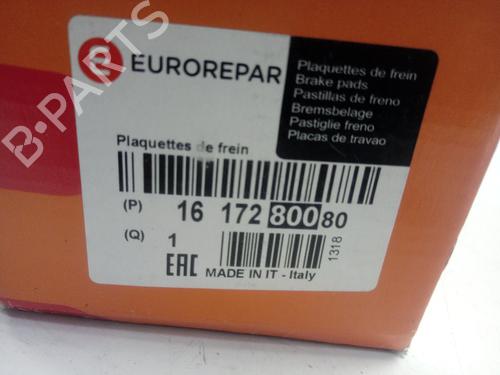 EUROREPAR
Plaquettes de frein
Brake pads
Pastillas de freno
Bremsbelage
Pastiglie freno
Placas de travao
Plaquettes de frein
(P) 16 172 800 80
(Q) 1
1318
EAC MADE IN IT - Italy
B-PARTS